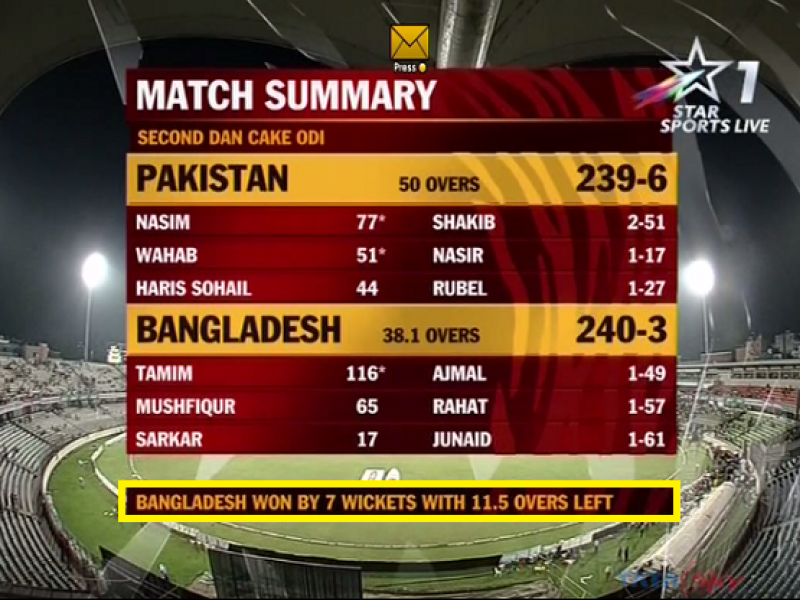 Press
MATCH SUMMARY
1
STAR
SPORTS LIVE
SECOND DAN CAKE ODI
PAKISTAN 50 OVERS 239-6
NASIM 77* SHAKIB 2-51
WAHAB 51* NASIR 1-17
HARIS SOHAIL 44 RUBEL 1-27
BANGLADESH 38.1 OVERS 240-3
TAMIM 116* AJMAL 1-49
MUSHFIQUR 65 RAHAT 1-57
SARKAR 17 JUNAID 1-61
BANGLADESH WON BY 7 WICKETS WITH 11.5 OVERS LEFT